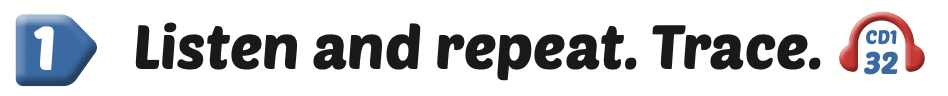 1 Listen and repeat. Trace. CD1
32